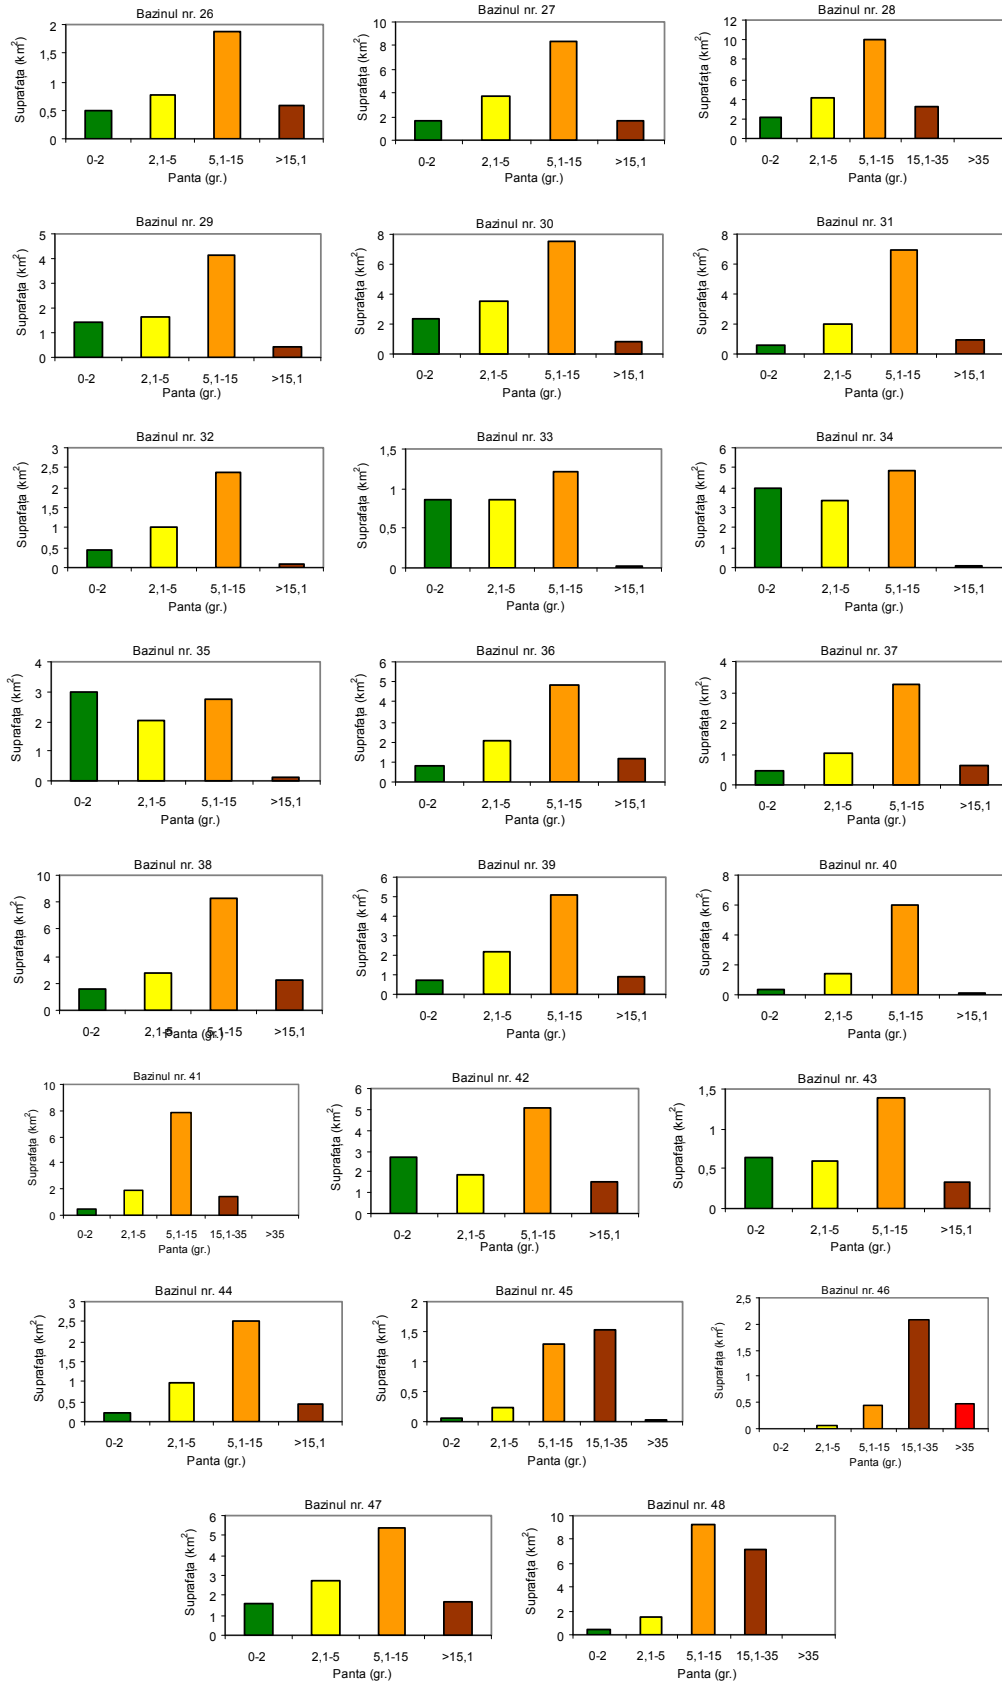 Bazinul nr. 26
Suprafața (km²)
2
1,5
1
0,5
0
0-2 2,1-5 5,1-15 >15,1
Panta (gr.)
Bazinul nr. 27
Suprafața (km²)
10
8
6
4
2
0
0-2 2,1-5 5,1-15 >15,1
Panta (gr.)
Bazinul nr. 28
Suprafața (km²)
12
10
8
6
4
2
0
0-2 2,1-5 5,1-15 15,1-35 >35
Panta (gr.)
Bazinul nr. 29
Suprafața (km²)
5
4
3
2
1
0
0-2 2,1-5 5,1-15 >15,1
Panta (gr.)
Bazinul nr. 30
Suprafața (km²)
8
6
4
2
0
0-2 2,1-5 5,1-15 >15,1
Panta (gr.)
Bazinul nr. 31
Suprafața (km²)
8
6
4
2
0
0-2 2,1-5 5,1-15 >15,1
Panta (gr.)
Bazinul nr. 32
Suprafața (km²)
3
2,5
2
1,5
1
0,5
0
0-2 2,1-5 5,1-15 >15,1
Panta (gr.)
Bazinul nr. 33
Suprafața (km²)
1,5
1
0,5
0
0-2 2,1-5 5,1-15 >15,1
Panta (gr.)
Bazinul nr. 34
Suprafața (km²)
6
5
4
3
2
1
0
0-2 2,1-5 5,1-15 >15,1
Panta (gr.)
Bazinul nr. 35
Suprafața (km²)
4
3
2
1
0
0-2 2,1-5 5,1-15 >15,1
Panta (gr.)
Bazinul nr. 36
Suprafața (km²)
6
5
4
3
2
1
0
0-2 2,1-5 5,1-15 >15,1
Panta (gr.)
Bazinul nr. 37
Suprafața (km²)
4
3
2
1
0
0-2 2,1-5 5,1-15 >15,1
Panta (gr.)
Bazinul nr. 38
Suprafața (km²)
10
8
6
4
2
0
0-2 2,1-5 5,1-15 >15,1
Panta (gr.)
Bazinul nr. 39
Suprafața (km²)
6
5
4
3
2
1
0
0-2 2,1-5 5,1-15 >15,1
Panta (gr.)
Bazinul nr. 40
Suprafața (km²)
8
6
4
2
0
0-2 2,1-5 5,1-15 >15,1
Panta (gr.)
Bazinul nr. 41
Suprafața (km²)
10
8
6
4
2
0
0-2 2,1-5 5,1-15 15,1-35 >35
Panta (gr.)
Bazinul nr. 42
Suprafața (km²)
6
5
4
3
2
1
0
0-2 2,1-5 5,1-15 >15,1
Panta (gr.)
Bazinul nr. 43
Suprafața (km²)
1,5
1
0,5
0
0-2 2,1-5 5,1-15 >15,1
Panta (gr.)
Bazinul nr. 44
Suprafața (km²)
3
2,5
2
1,5
1
0,5
0
0-2 2,1-5 5,1-15 >15,1
Panta (gr.)
Bazinul nr. 45
Suprafața (km²)
2
1,5
1
0,5
0
0-2 2,1-5 5,1-15 15,1-35 >35
Panta (gr.)
Bazinul nr. 46
Suprafața (km²)
2,5
2
1,5
1
0,5
0
0-2 2,1-5 5,1-15 15,1-35 >35
Panta (gr.)
Bazinul nr. 47
Suprafața (km²)
6
5
4
3
2
1
0
0-2 2,1-5 5,1-15 >15,1
Panta (gr.)
Bazinul nr. 48
Suprafața (km²)
10
8
6
4
2
0
0-2 2,1-5 5,1-15 15,1-35 >35
Panta (gr.)